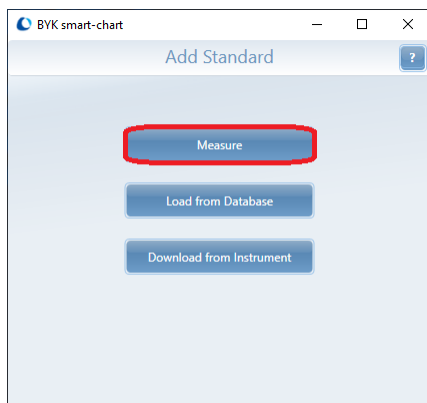 BYK smart-chart
Add Standard
?
Measure
Load from Database
Download from Instrument